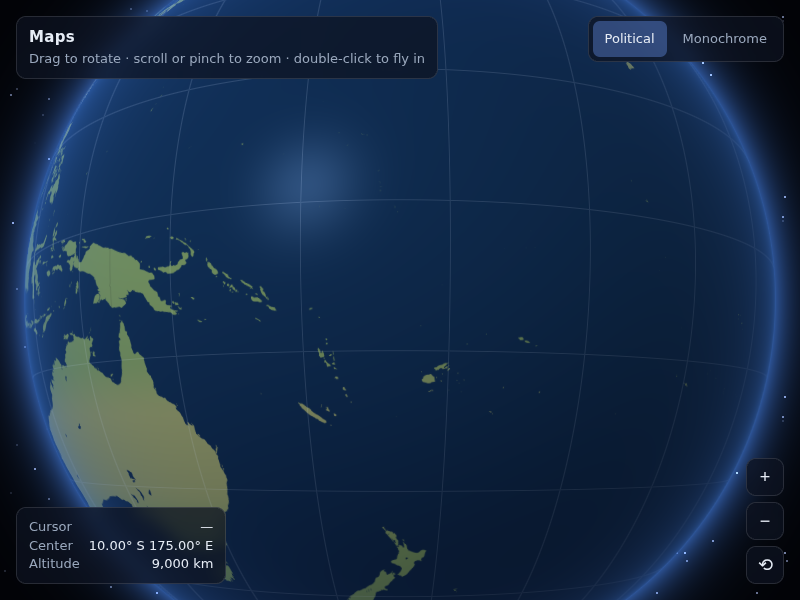 Maps
Drag to rotate · scroll or pinch to zoom · double-click to fly in
Political Monochrome
+
−
⟲
Cursor —
Center 10.00° S 175.00° E
Altitude 9,000 km